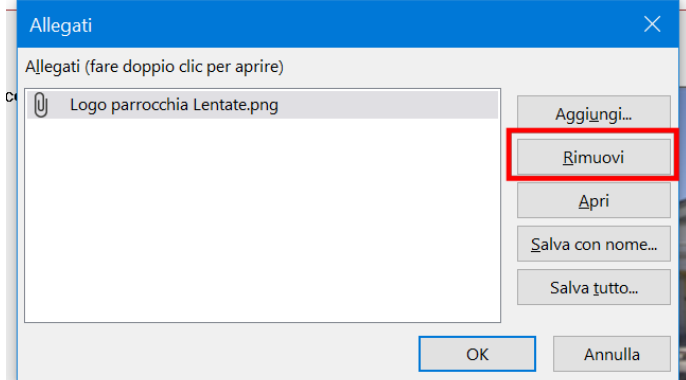 Allegati
Allegati (fare doppio clic per aprire)
Logo parrocchia Lentate.png
Aggiungi...
Rimuovi
Apri
Salva con nome...
Salva tutto...
OK
Annulla